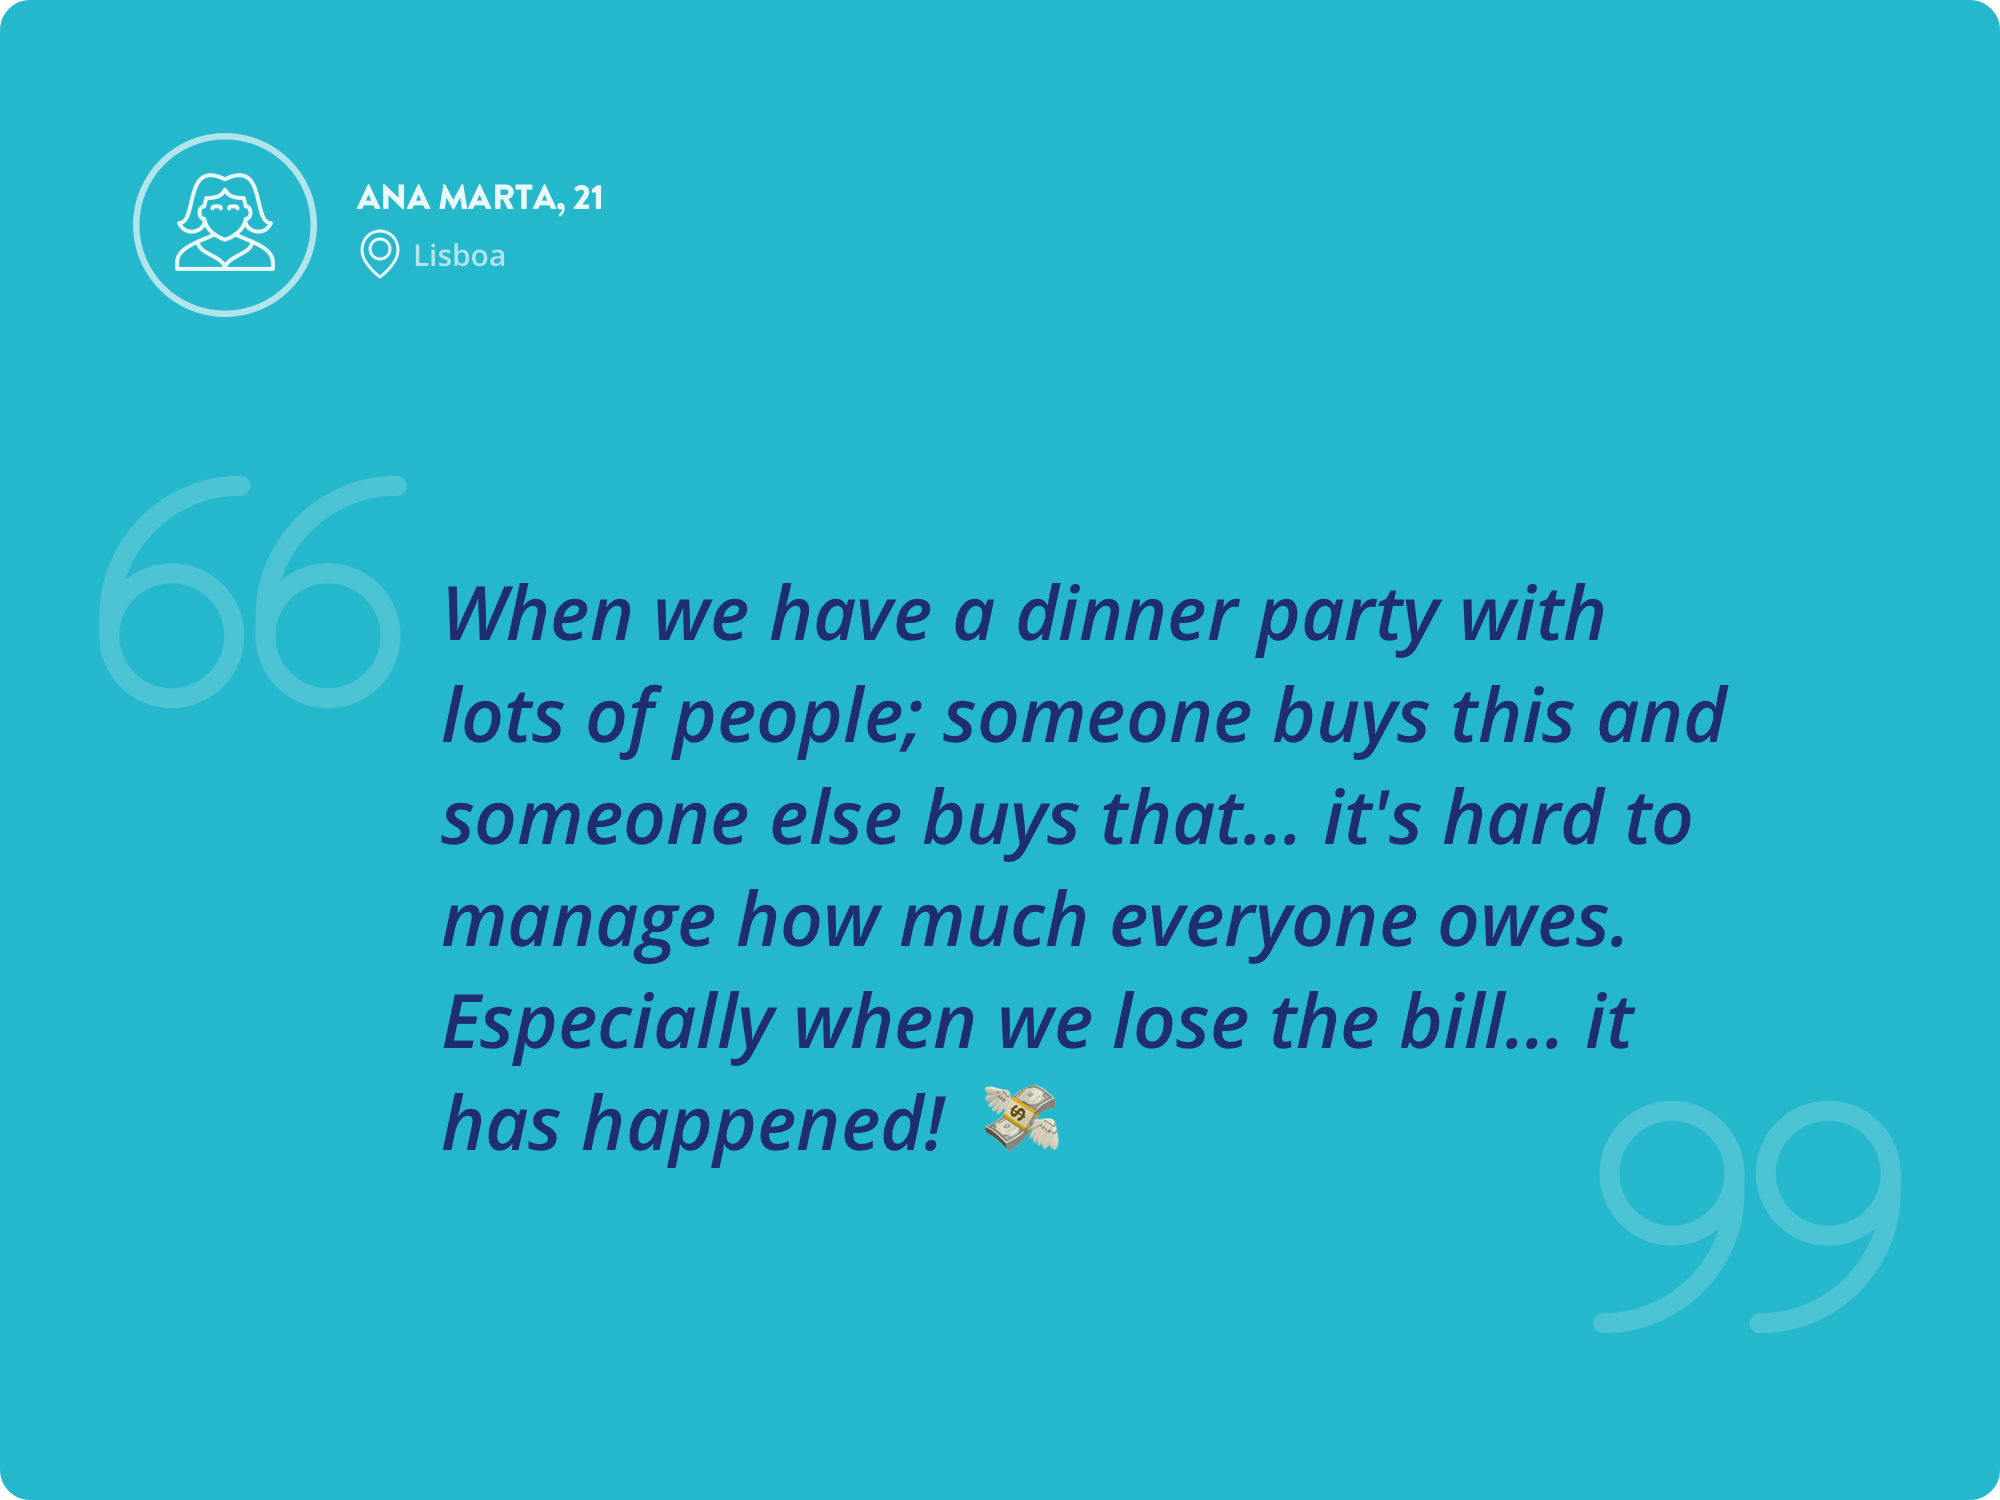 ANA MARTA, 21
Lisboa
When we have a dinner party with
lots of people; someone buys this and
someone else buys that... it's hard to
manage how much everyone owes.
Especially when we lose the bill... it
has happened! 💸